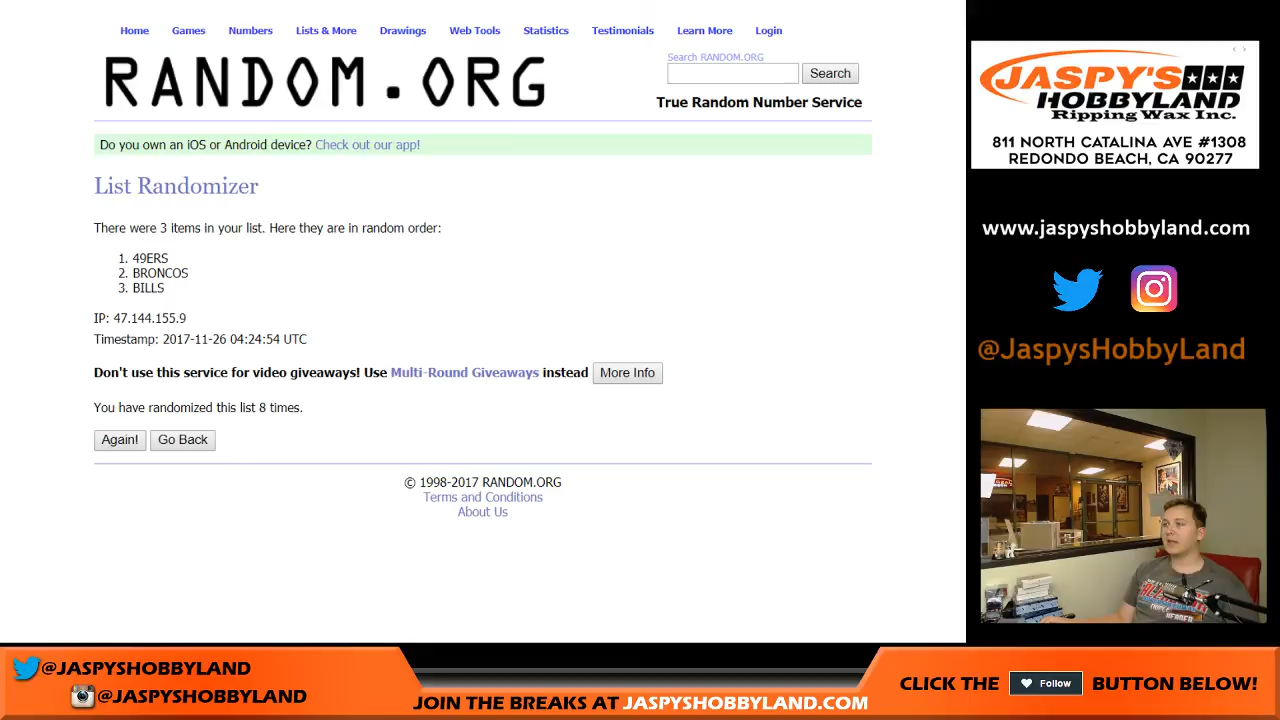 Home Games Numbers Lists & More Drawings Web Tools Statistics Testimonials Learn More Login
RANDOM.ORG
Search RANDOM.ORG
Search
True Random Number Service
Do you own an iOS or Android device? Check out our app!
List Randomizer
There were 3 items in your list. Here they are in random order:
1. 49ERS
2. BRONCOS
3. BILLS
IP: 47.144.155.9
Timestamp: 2017-11-26 04:24:54 UTC
Don't use this service for video giveaways! Use Multi-Round Giveaways instead More Info
You have randomized this list 8 times.
Again! Go Back
© 1998-2017 RANDOM.ORG
Terms and Conditions
About Us
JASPY'S
HOBBYLAND
Ripping Wax Inc.
811 NORTH CATALINA AVE #1308
REDONDO BEACH, CA 90277
www.jaspyshobbyland.com
@JaspysHobbyLand
@JASPYSHOBBYLAND
@JASPYSHOBBYLAND
JOIN THE BREAKS AT JASPYSHOBBYLAND.COM
CLICK THE Follow BUTTON BELOW!